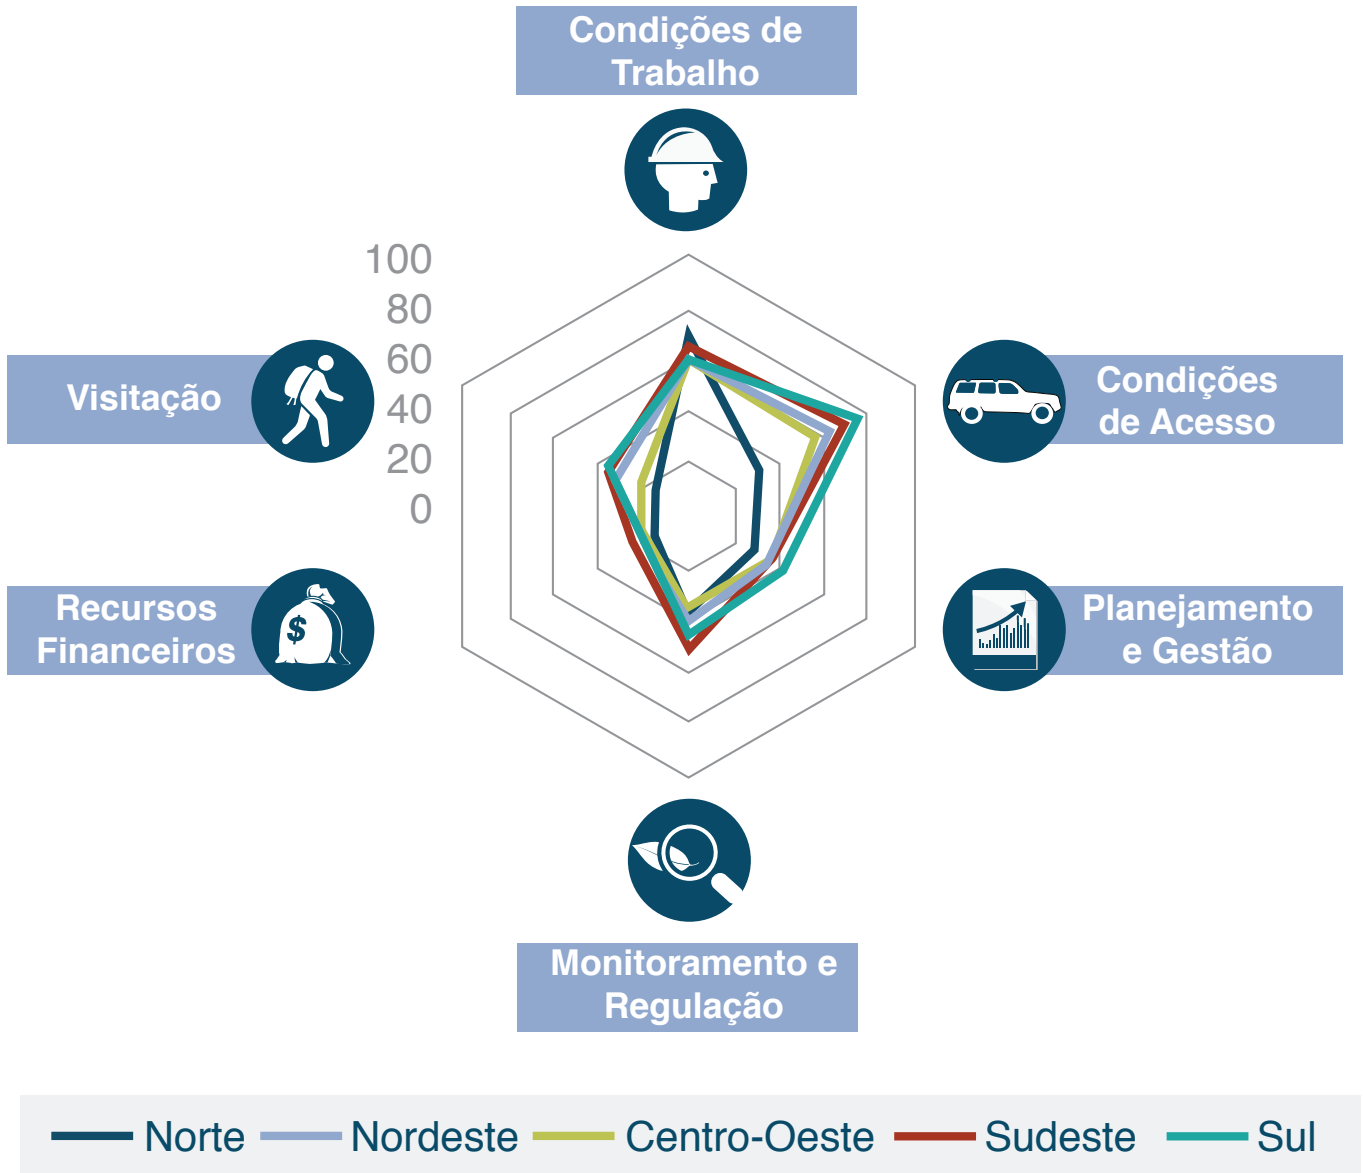 Condições de
Trabalho
100
80
60
40
20
0
Visitação
Condições
de Acesso
Recursos
Financeiros
$
Planejamento
e Gestão
Monitoramento e
Regulação
Norte
Nordeste
Centro-Oeste
Sudeste
Sul